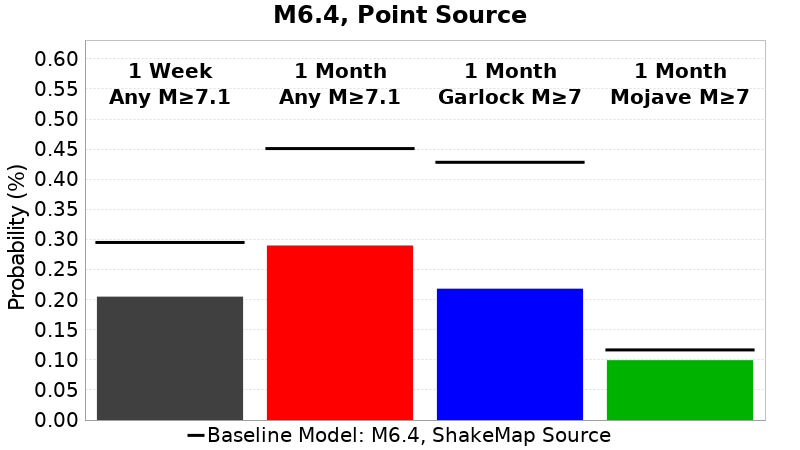 M6.4, Point Source
1 Week
Any M≥7.1
1 Month
Any M≥7.1
1 Month
Garlock M≥7
1 Month
Mojave M≥7
Probability (%)
0.60
0.55
0.50
0.45
0.40
0.35
0.30
0.25
0.20
0.15
0.10
0.05
0.00
Baseline Model: M6.4, ShakeMap Source